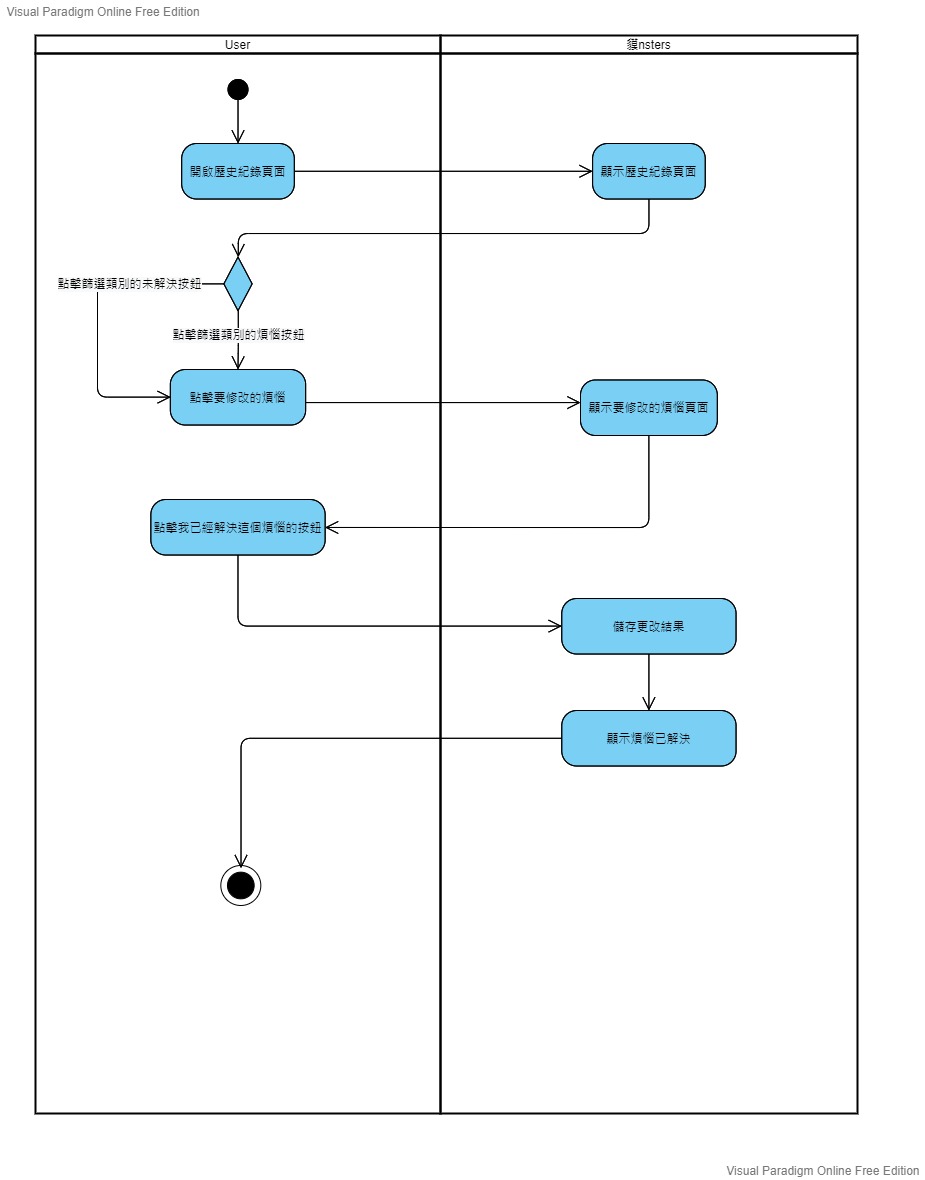 Visual Paradigm Online Free Edition
User
貘nsters
開啟歷史紀錄頁面
顯示歷史紀錄頁面
點擊篩選類別的未解決按鈕
點擊篩選類別的煩惱按鈕
點擊要修改的煩惱
顯示要修改的煩惱頁面
點擊我已經解決這個煩惱的按鈕
儲存更改結果
顯示煩惱已解決
Visual Paradigm Online Free Edition